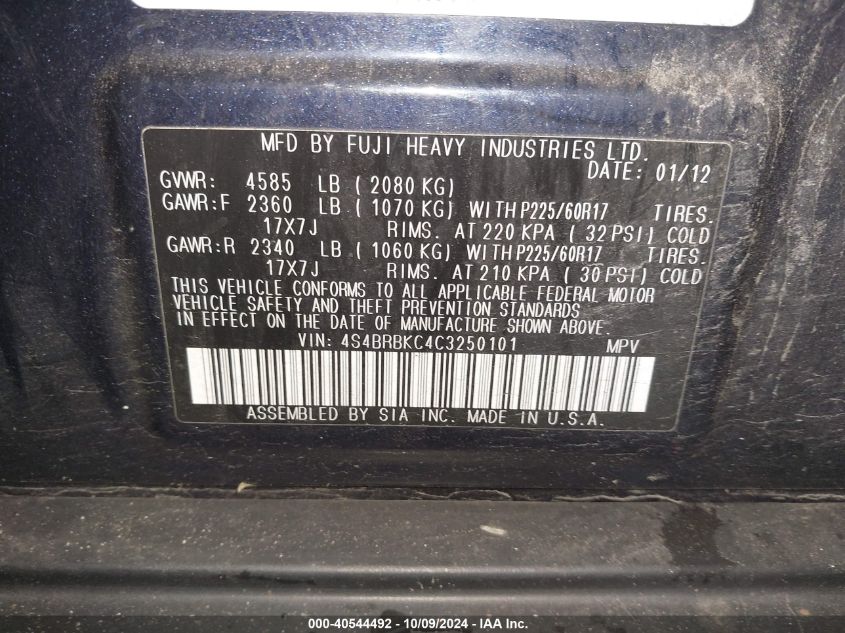 MFD BY FUJI HEAVY INDUSTRIES LTD.
DATE: 01/12
GVWR: 4585 LB ( 2080 KG)
GAWR:F 2360 LB ( 1070 KG) WITH P225/60R17 TIRES.
17X7J RIMS. AT 220 KPA ( 32 PSI) COLD
GAWR:R 2340 LB ( 1060 KG) WITH P225/60R17 TIRES.
17X7J RIMS. AT 210 KPA ( 30 PSI) COLD
THIS VEHICLE CONFORMS TO ALL APPLICABLE FEDERAL MOTOR
VEHICLE SAFETY AND THEFT PREVENTION STANDARDS
IN EFFECT ON THE DATE OF MANUFACTURE SHOWN ABOVE.
VIN: 4S4BRBKC4C3250101 MPV
ASSEMBLED BY SIA INC. MADE IN U.S.A.
000-40544492 - 10/09/2024 - © IAA Inc.